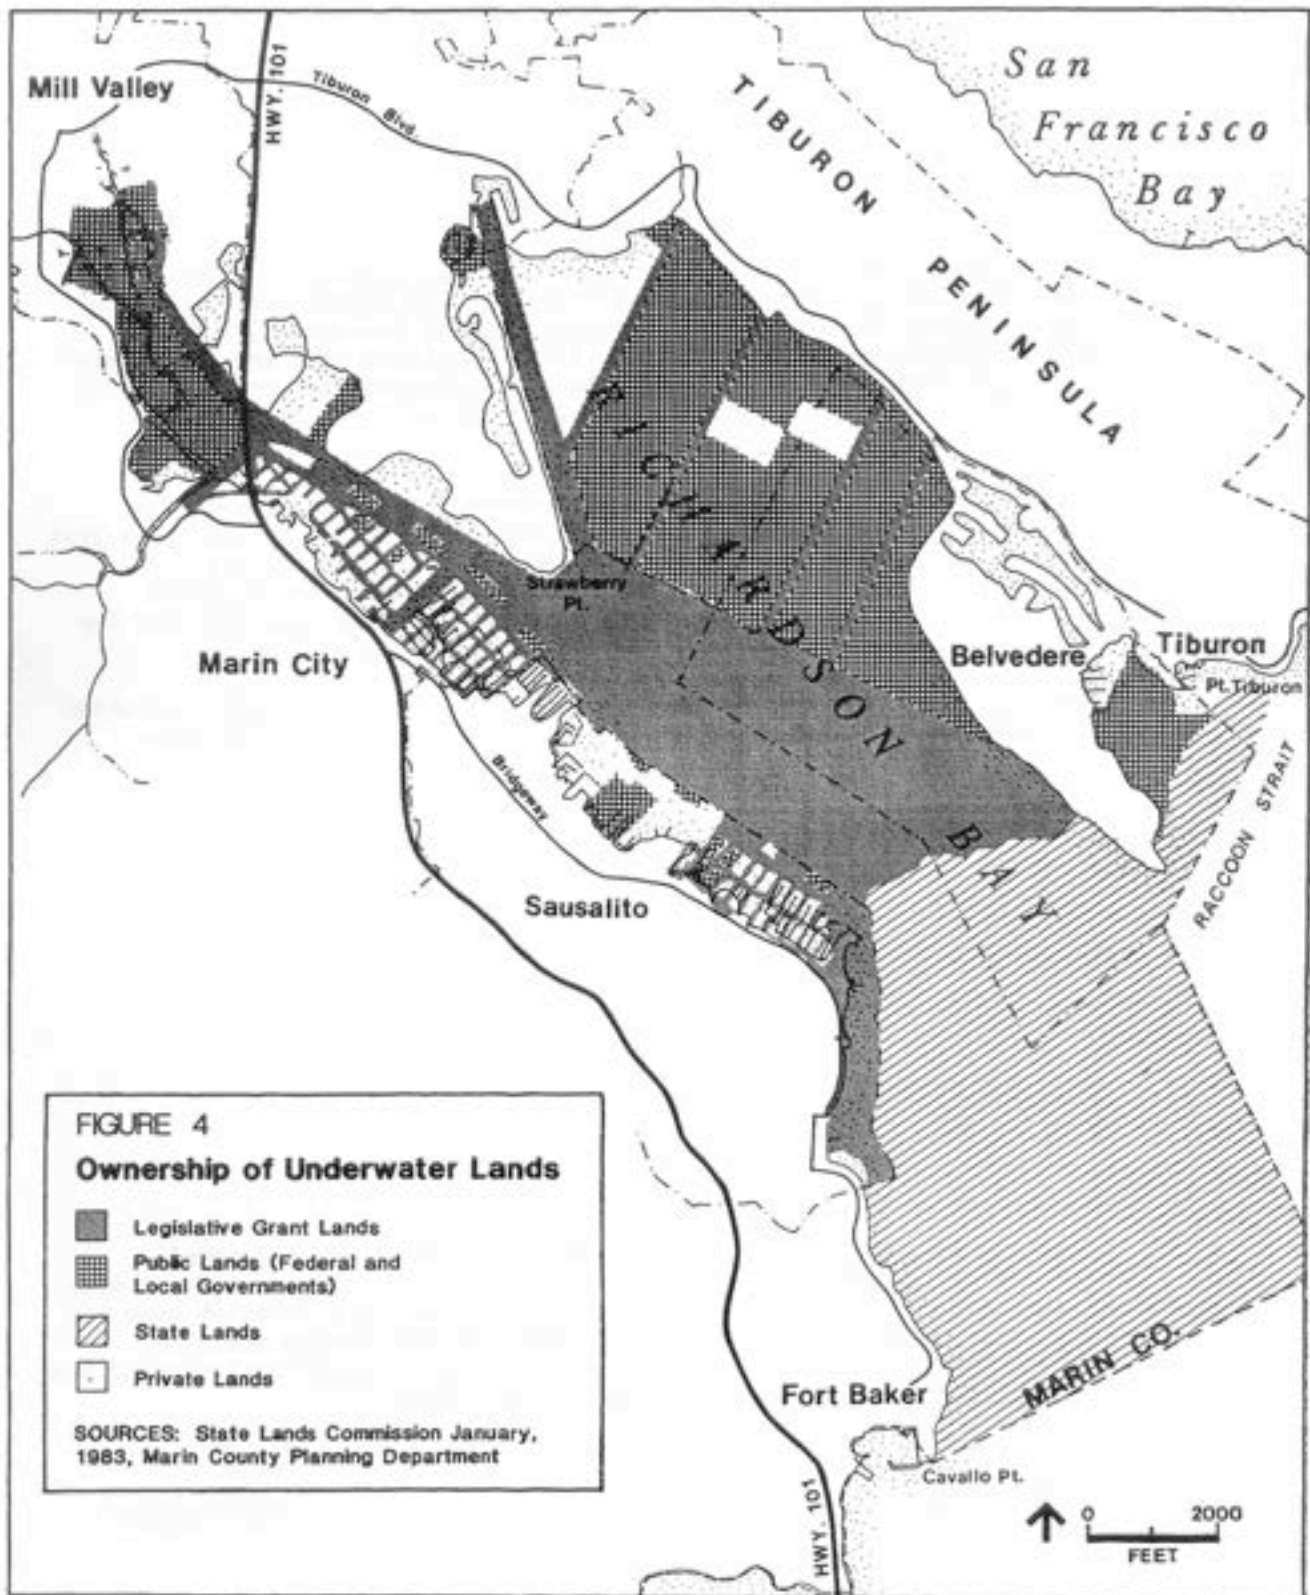 San
Francisco
Bay
Mill Valley
HWY. 101
Tiburon
Blvd.
TIBURON
PENINSULA
RICHARDSON
BAY
Strawberry
Pt.
Marin City
Belvedere
Tiburon
Pt. Tiburon
RACCOON STRAIT
Bridgeway
Sausalito
FIGURE 4
Ownership of Underwater Lands
Legislative Grant Lands
Public Lands (Federal and
Local Governments)
State Lands
Private Lands
SOURCES: State Lands Commission January,
1983, Marin County Planning Department
MARIN CO.
Fort Baker
Cavallo Pt.
HWY. 101
0 2000
FEET